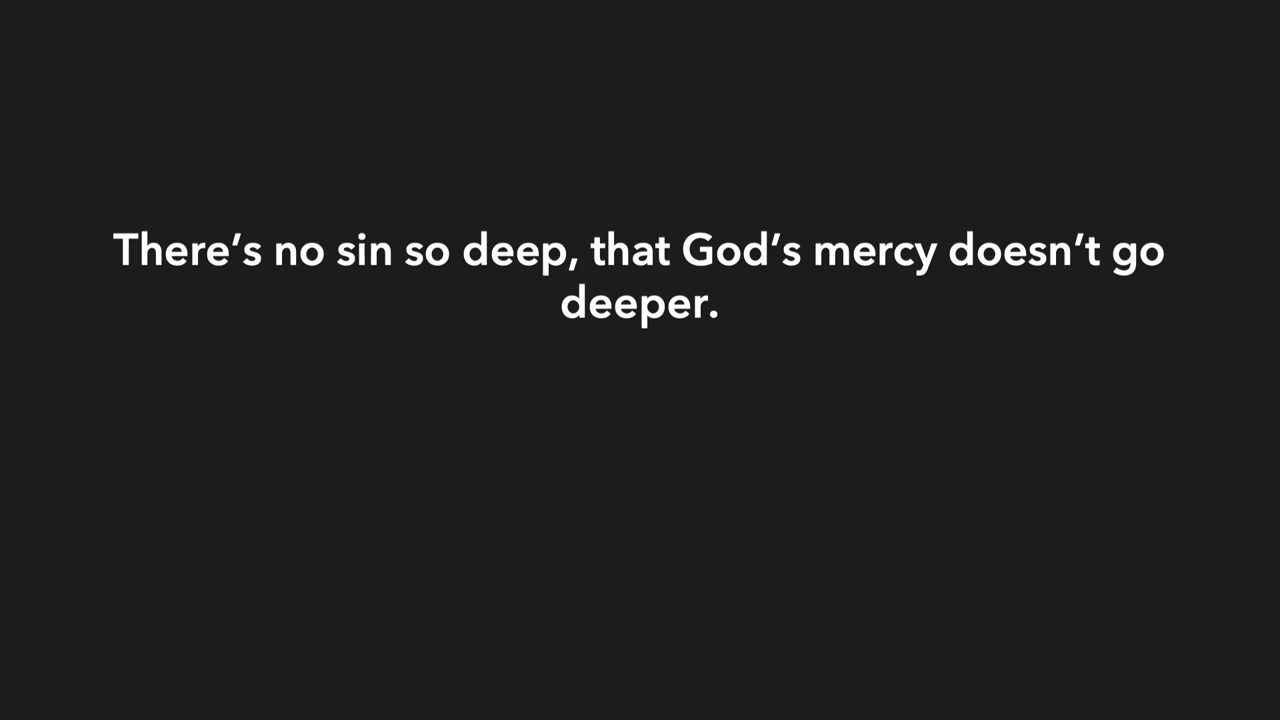 There’s no sin so deep, that God’s mercy doesn’t go
deeper.